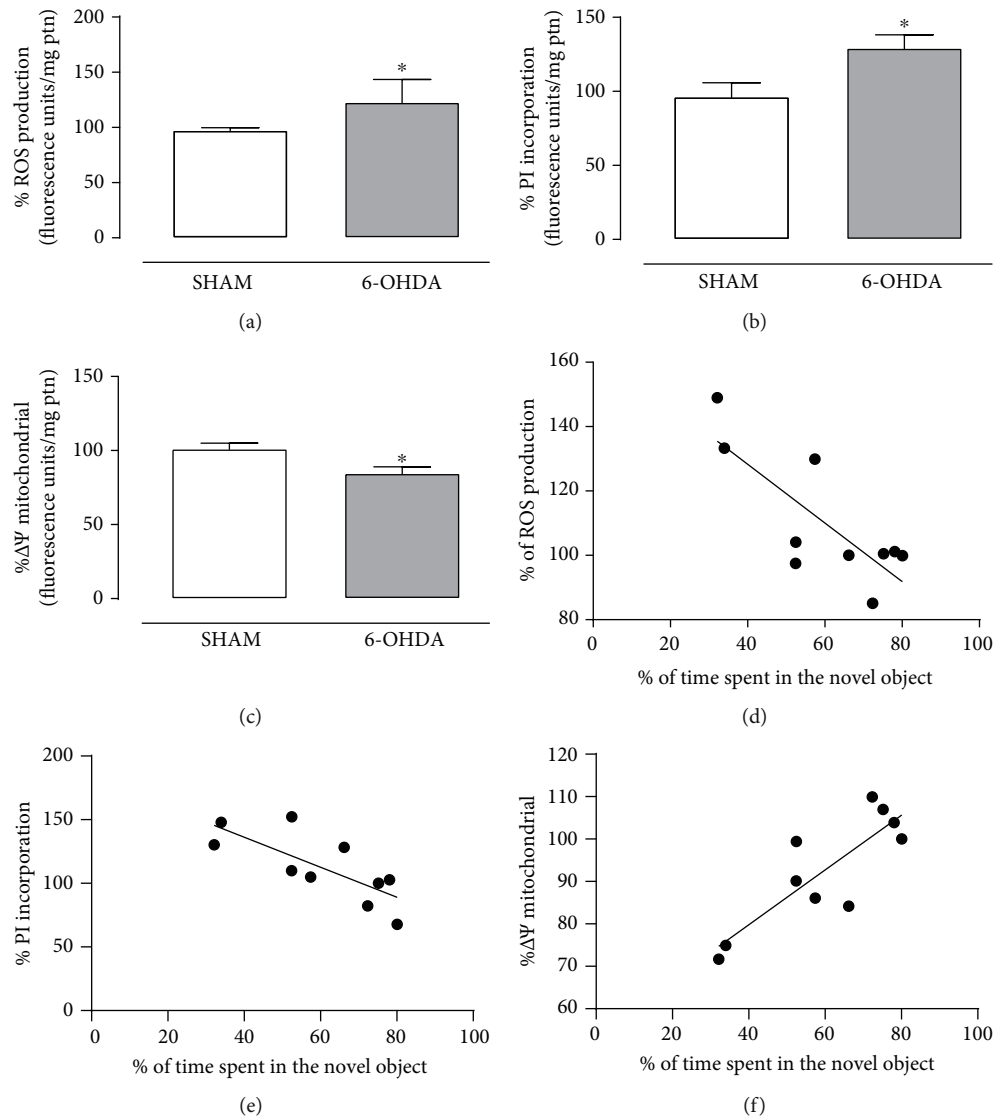 % ROS production
(fluorescence units/mg ptn)
200
150
100
50
0
*
SHAM
6-OHDA
(a)
% PI incorporation
(fluorescence units/mg ptn)
150
100
50
0
*
SHAM
6-OHDA
(b)
%ΔΨ mitochondrial
(fluorescence units/mg ptn)
150
100
50
0
*
SHAM
6-OHDA
(c)
% of ROS production
160
140
120
100
80
0 20 40 60 80 100
% of time spent in the novel object
(d)
% PI incorporation
200
150
100
50
0
0 20 40 60 80 100
% of time spent in the novel object
(e)
%ΔΨ mitochondrial
120
110
100
90
80
70
60
0 20 40 60 80 100
% of time spent in the novel object
(f)